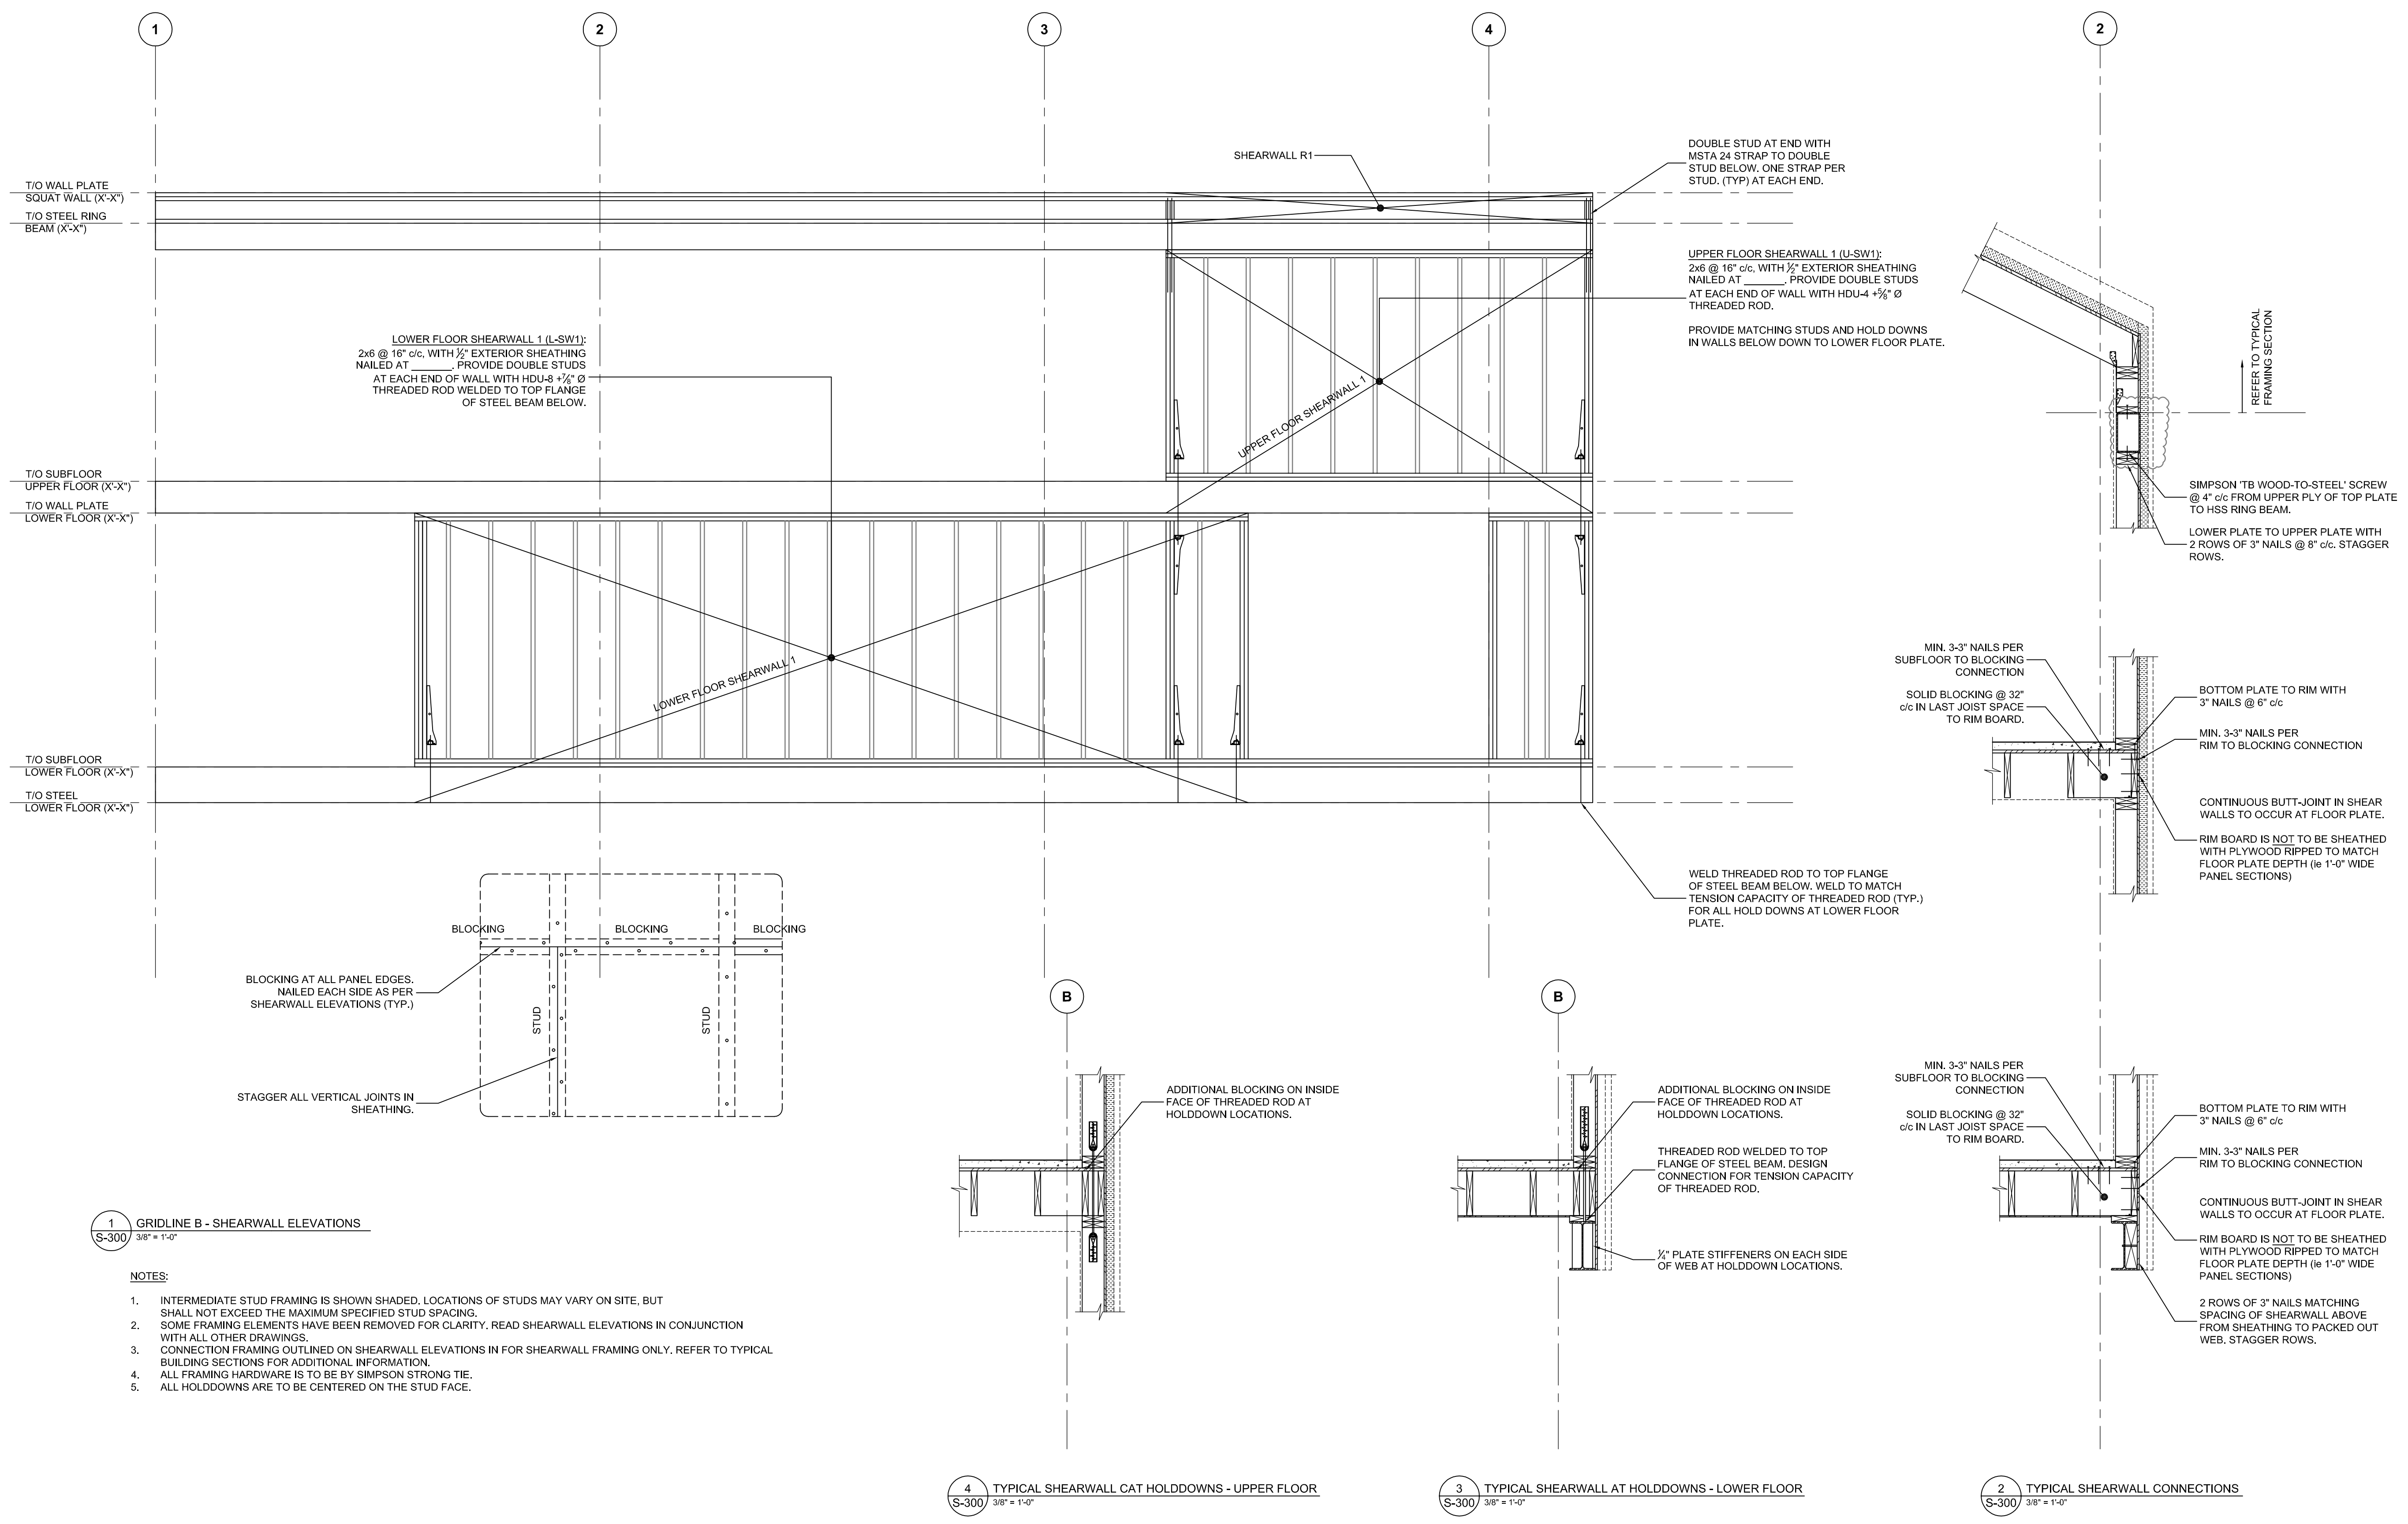 1
2
3
4
2
SHEARWALL R1
DOUBLE STUD AT END WITH
MSTA 24 STRAP TO DOUBLE
STUD BELOW. ONE STRAP PER
STUD. (TYP) AT EACH END.
T/O WALL PLATE
SQUAT WALL (X'-X")
T/O STEEL RING
BEAM (X'-X")
UPPER FLOOR SHEARWALL 1 (U-SW1):
2x6 @ 16" c/c, WITH ½" EXTERIOR SHEATHING
NAILED AT _______. PROVIDE DOUBLE STUDS
AT EACH END OF WALL WITH HDU-4 +⅝" Ø
THREADED ROD.
PROVIDE MATCHING STUDS AND HOLD DOWNS
IN WALLS BELOW DOWN TO LOWER FLOOR PLATE.
LOWER FLOOR SHEARWALL 1 (L-SW1):
2x6 @ 16" c/c, WITH ½" EXTERIOR SHEATHING
NAILED AT _______. PROVIDE DOUBLE STUDS
AT EACH END OF WALL WITH HDU-8 +⅞" Ø
THREADED ROD WELDED TO TOP FLANGE
OF STEEL BEAM BELOW.
UPPER FLOOR SHEARWALL 1
LOWER FLOOR SHEARWALL 1
T/O SUBFLOOR
UPPER FLOOR (X'-X")
T/O WALL PLATE
LOWER FLOOR (X'-X")
T/O SUBFLOOR
LOWER FLOOR (X'-X")
T/O STEEL
LOWER FLOOR (X'-X")
WELD THREADED ROD TO TOP FLANGE
OF STEEL BEAM BELOW. WELD TO MATCH
TENSION CAPACITY OF THREADED ROD (TYP.)
FOR ALL HOLD DOWNS AT LOWER FLOOR
PLATE.
REFER TO TYPICAL
FRAMING SECTION
SIMPSON 'TB WOOD-TO-STEEL' SCREW
@ 4" c/c FROM UPPER PLY OF TOP PLATE
TO HSS RING BEAM.
LOWER PLATE TO UPPER PLATE WITH
2 ROWS OF 3" NAILS @ 8" c/c. STAGGER
ROWS.
MIN. 3-3" NAILS PER
SUBFLOOR TO BLOCKING
CONNECTION
SOLID BLOCKING @ 32"
c/c IN LAST JOIST SPACE
TO RIM BOARD.
BOTTOM PLATE TO RIM WITH
3" NAILS @ 6" c/c
MIN. 3-3" NAILS PER
RIM TO BLOCKING CONNECTION
CONTINUOUS BUTT-JOINT IN SHEAR
WALLS TO OCCUR AT FLOOR PLATE.
RIM BOARD IS NOT TO BE SHEATHED
WITH PLYWOOD RIPPED TO MATCH
FLOOR PLATE DEPTH (ie 1'-0" WIDE
PANEL SECTIONS)
BLOCKING
BLOCKING
BLOCKING
STUD
STUD
BLOCKING AT ALL PANEL EDGES.
NAILED EACH SIDE AS PER
SHEARWALL ELEVATIONS (TYP.)
STAGGER ALL VERTICAL JOINTS IN
SHEATHING.
B
ADDITIONAL BLOCKING ON INSIDE
FACE OF THREADED ROD AT
HOLDDOWN LOCATIONS.
B
ADDITIONAL BLOCKING ON INSIDE
FACE OF THREADED ROD AT
HOLDDOWN LOCATIONS.
THREADED ROD WELDED TO TOP
FLANGE OF STEEL BEAM. DESIGN
CONNECTION FOR TENSION CAPACITY
OF THREADED ROD.
¼" PLATE STIFFENERS ON EACH SIDE
OF WEB AT HOLDDOWN LOCATIONS.
MIN. 3-3" NAILS PER
SUBFLOOR TO BLOCKING
CONNECTION
SOLID BLOCKING @ 32"
c/c IN LAST JOIST SPACE
TO RIM BOARD.
BOTTOM PLATE TO RIM WITH
3" NAILS @ 6" c/c
MIN. 3-3" NAILS PER
RIM TO BLOCKING CONNECTION
CONTINUOUS BUTT-JOINT IN SHEAR
WALLS TO OCCUR AT FLOOR PLATE.
RIM BOARD IS NOT TO BE SHEATHED
WITH PLYWOOD RIPPED TO MATCH
FLOOR PLATE DEPTH (ie 1'-0" WIDE
PANEL SECTIONS)
2 ROWS OF 3" NAILS MATCHING
SPACING OF SHEARWALL ABOVE
FROM SHEATHING TO PACKED OUT
WEB. STAGGER ROWS.
1
S-300
GRIDLINE B - SHEARWALL ELEVATIONS
3/8" = 1'-0"
NOTES:
1. INTERMEDIATE STUD FRAMING IS SHOWN SHADED. LOCATIONS OF STUDS MAY VARY ON SITE, BUT
SHALL NOT EXCEED THE MAXIMUM SPECIFIED STUD SPACING.
2. SOME FRAMING ELEMENTS HAVE BEEN REMOVED FOR CLARITY. READ SHEARWALL ELEVATIONS IN CONJUNCTION
WITH ALL OTHER DRAWINGS.
3. CONNECTION FRAMING OUTLINED ON SHEARWALL ELEVATIONS IN FOR SHEARWALL FRAMING ONLY. REFER TO TYPICAL
BUILDING SECTIONS FOR ADDITIONAL INFORMATION.
4. ALL FRAMING HARDWARE IS TO BE BY SIMPSON STRONG TIE.
5. ALL HOLDDOWNS ARE TO BE CENTERED ON THE STUD FACE.
4
S-300
TYPICAL SHEARWALL CAT HOLDDOWNS - UPPER FLOOR
3/8" = 1'-0"
3
S-300
TYPICAL SHEARWALL AT HOLDDOWNS - LOWER FLOOR
3/8" = 1'-0"
2
S-300
TYPICAL SHEARWALL CONNECTIONS
3/8" = 1'-0"